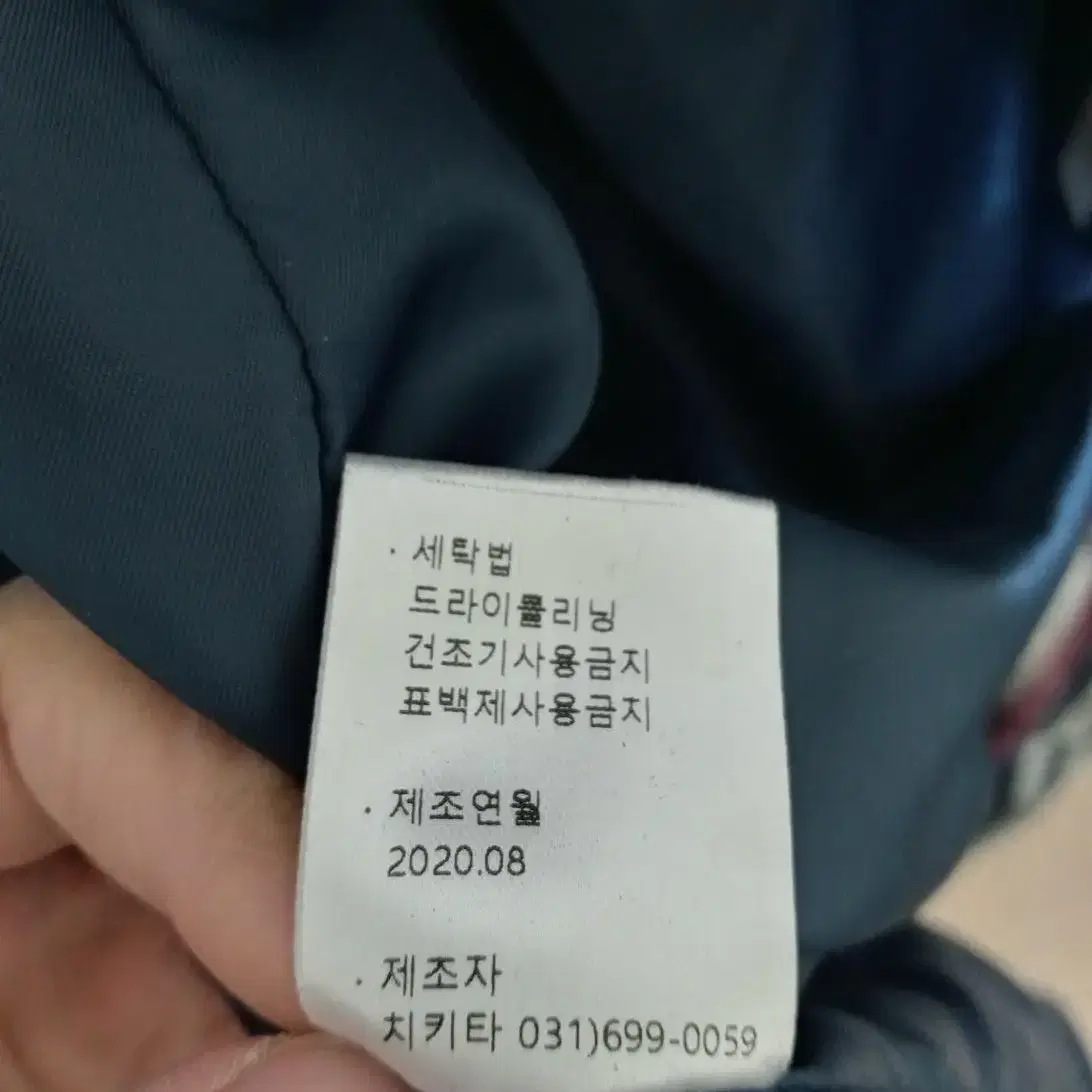 · 세탁법
드라이클리닝
건조기사용금지
표백제사용금지
· 제조연월
2020.08
· 제조자
치키타 031)699-0059